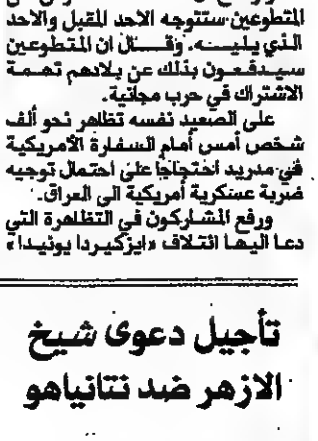 المتطوعين ستتوجه الاحد المقبل والاحد
الذي يليـــه. وقــــال ان المتطوعين
سيدفعون بذلك عن بلادهم تهمة
الاشتراك في حرب مجانية.
على الصعيد نفسه تظاهر نحو ألف
شخص أمس أمام السفارة الأمريكية
في مدريد احتجاجاً على احتمال توجيه
ضربة عسكرية أمريكية الى العراق.
ورفع المشاركون في التظاهرة التي
دعا اليها ائتلاف «ايزكيردا يونيدا»
تأجيل دعوى شيخ
الازهر ضد نتانياهو